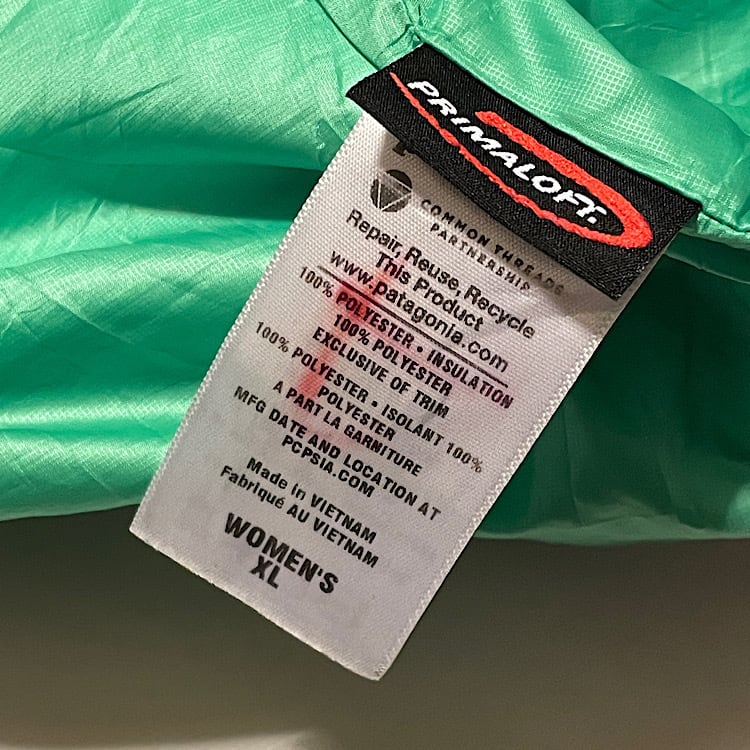 PRIMALOFT.
COMMON THREADS
PARTNERSHIP
Repair, Reuse, Recycle
This Product
www.patagonia.com
100% POLYESTER • INSULATION
100% POLYESTER
EXCLUSIVE OF TRIM
100% POLYESTER • ISOLANT 100%
POLYESTER
A PART LA GARNITURE
MFG DATE AND LOCATION AT
PCPSIA.COM
Made in VIETNAM
Fabriqué AU VIETNAM
WOMEN'S
XL